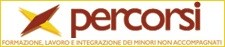 percorsi
FORMAZIONE, LAVORO E INTEGRAZIONE DEI MINORI NON ACCOMPAGNATI